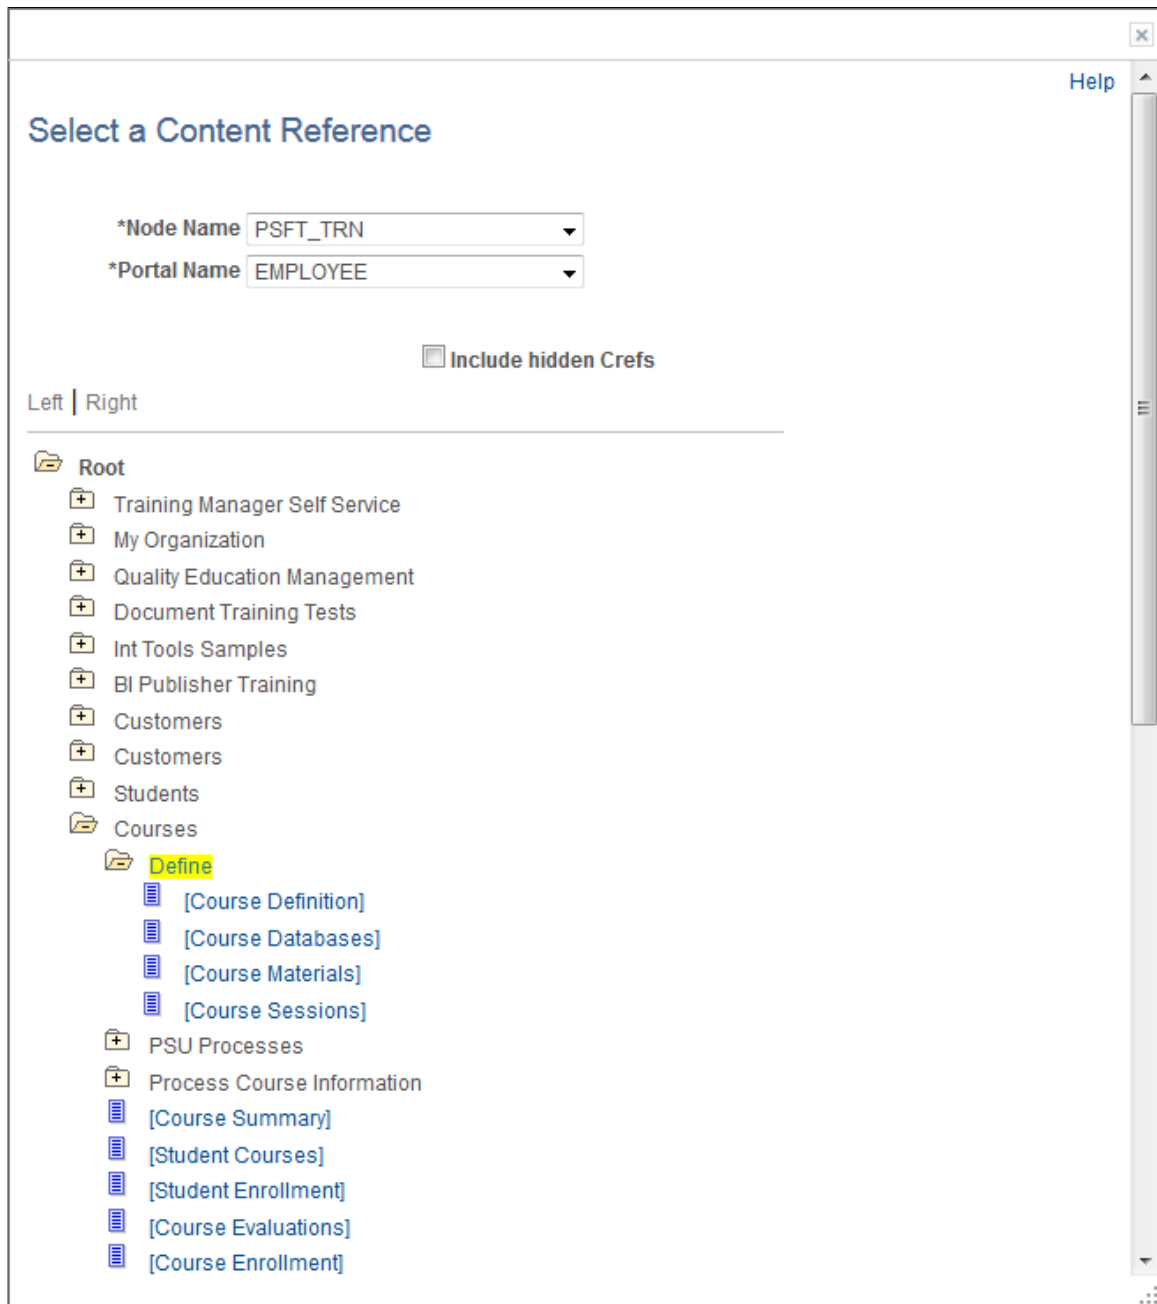 Help
Select a Content Reference
*Node Name PSFT_TRN
*Portal Name EMPLOYEE
Include hidden Crefs
Left | Right
Root
Training Manager Self Service
My Organization
Quality Education Management
Document Training Tests
Int Tools Samples
BI Publisher Training
Customers
Customers
Students
Courses
Define
[Course Definition]
[Course Databases]
[Course Materials]
[Course Sessions]
PSU Processes
Process Course Information
[Course Summary]
[Student Courses]
[Student Enrollment]
[Course Evaluations]
[Course Enrollment]